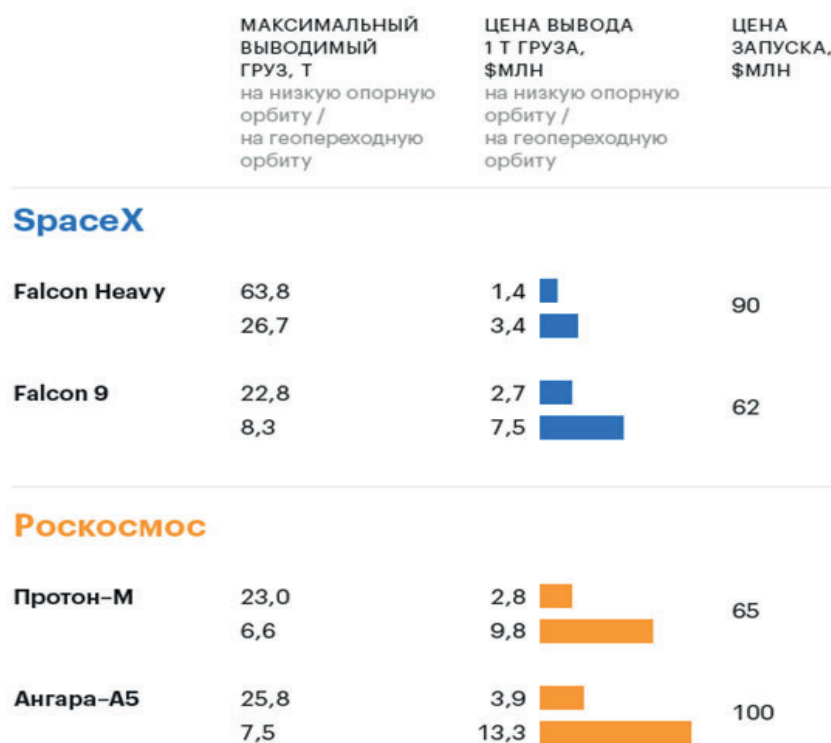 МАКСИМАЛЬНЫЙ
ВЫВОДИМЫЙ
ГРУЗ, Т
на низкую опорную
орбиту /
на геопереходную
орбиту
ЦЕНА ВЫВОДА
1 Т ГРУЗА,
$МЛН
на низкую опорную
орбиту /
на геопереходную
орбиту
ЦЕНА
ЗАПУСКА,
$МЛН
SpaceX
Falcon Heavy 63,8 1,4 90
26,7 3,4
Falcon 9 22,8 2,7 62
8,3 7,5
Роскосмос
Протон–М 23,0 2,8 65
6,6 9,8
Ангара–А5 25,8 3,9 100
7,5 13,3